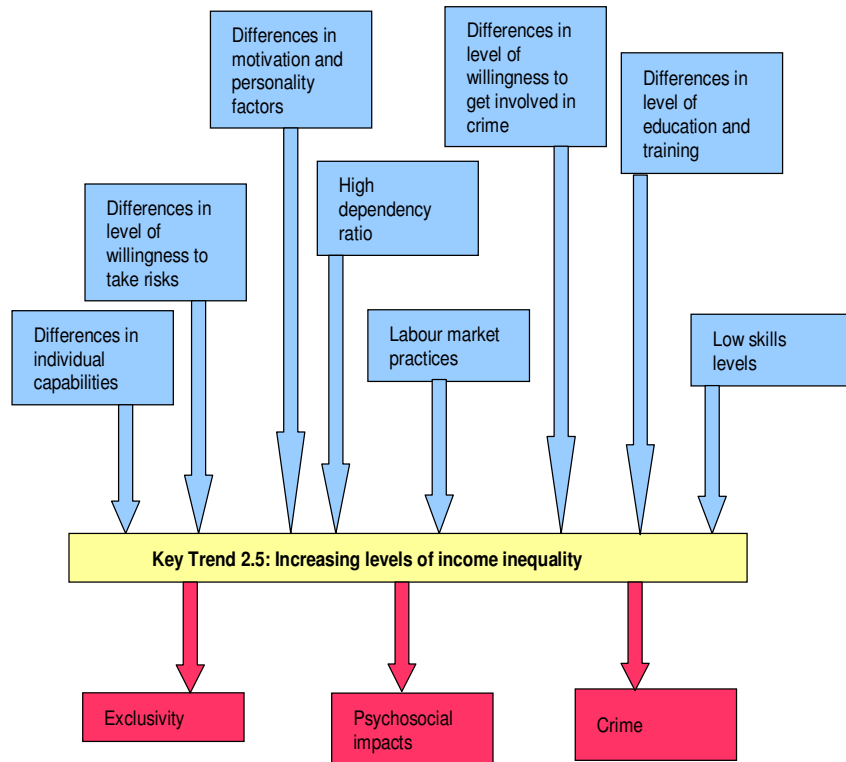 Differences in
motivation and
personality
factors
Differences in
level of
willingness to
get involved in
crime
Differences in
level of
education and
training
Differences in
level of
willingness to
take risks
High
dependency
ratio
Differences in
individual
capabilities
Labour market
practices
Low skills
levels
Key Trend 2.5: Increasing levels of income inequality
Exclusivity
Psychosocial
impacts
Crime